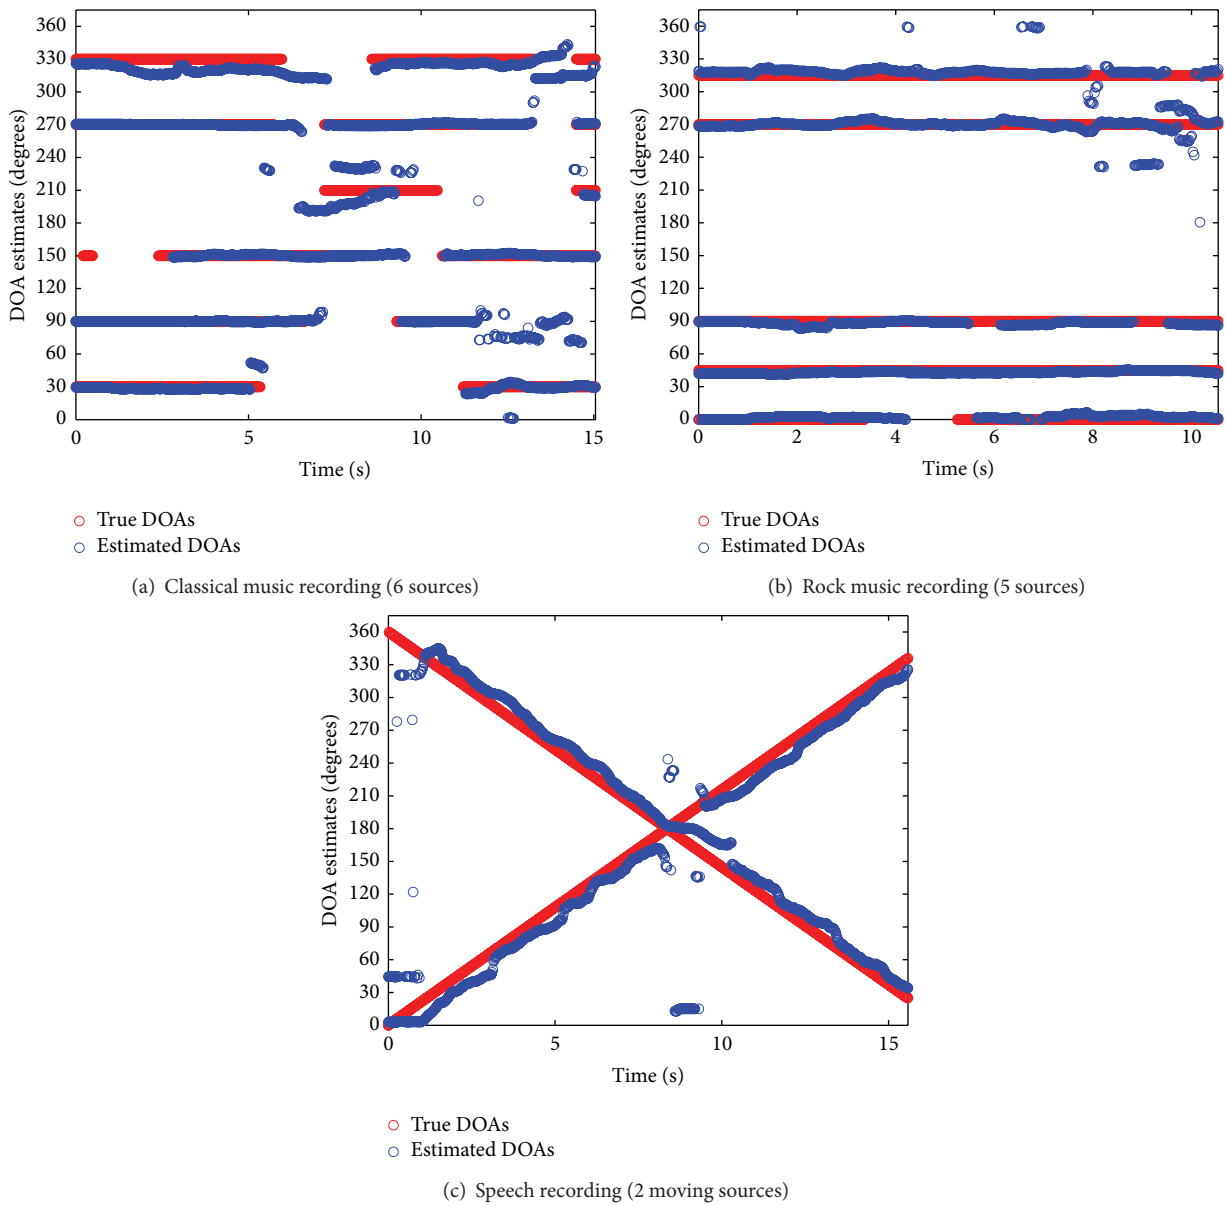 360
330
300
270
240
210
180
150
120
90
60
30
0
DOA estimates (degrees)
0 5 10 15
Time (s)
True DOAs
Estimated DOAs
(a) Classical music recording (6 sources)
360
330
300
270
240
210
180
150
120
90
60
30
0
DOA estimates (degrees)
0 2 4 6 8 10
Time (s)
True DOAs
Estimated DOAs
(b) Rock music recording (5 sources)
360
330
300
270
240
210
180
150
120
90
60
30
0
DOA estimates (degrees)
0 5 10 15
Time (s)
True DOAs
Estimated DOAs
(c) Speech recording (2 moving sources)